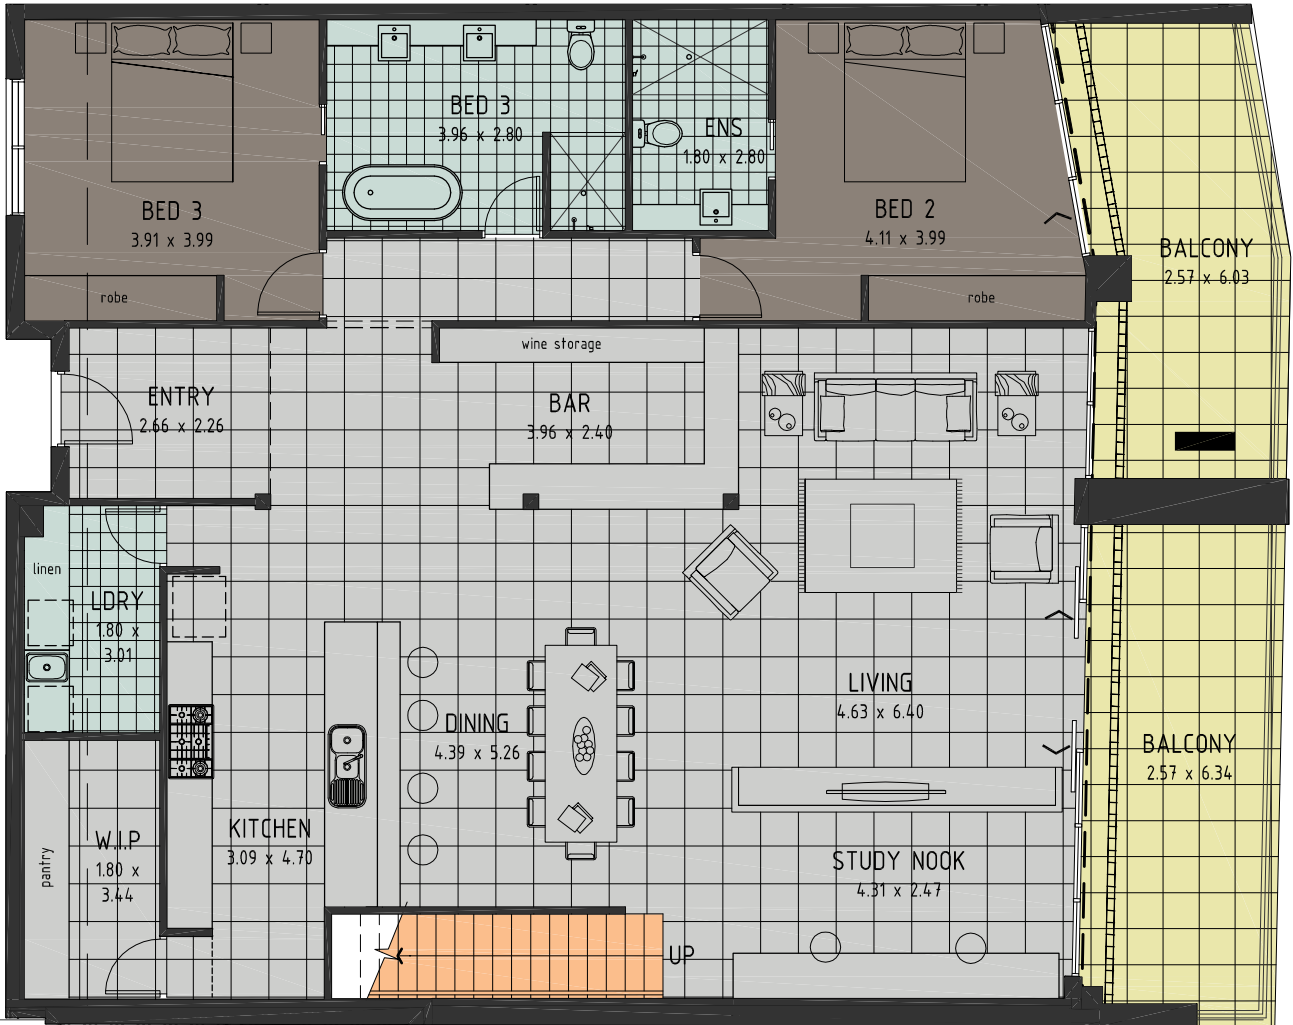 BED 3
3.96 x 2.80
ENS
1.80 x 2.80
BED 3
3.91 x 3.99
BED 2
4.11 x 3.99
BALCONY
2.57 x 6.03
robe
robe
wine storage
ENTRY
2.66 x 2.26
BAR
3.96 x 2.40
linen
LDRY
1.80 x
3.01
LIVING
4.63 x 6.40
DINING
4.39 x 5.26
BALCONY
2.57 x 6.34
KITCHEN
3.09 x 4.70
W.I.P
1.80 x
3.44
pantry
STUDY NOOK
4.31 x 2.47
UP